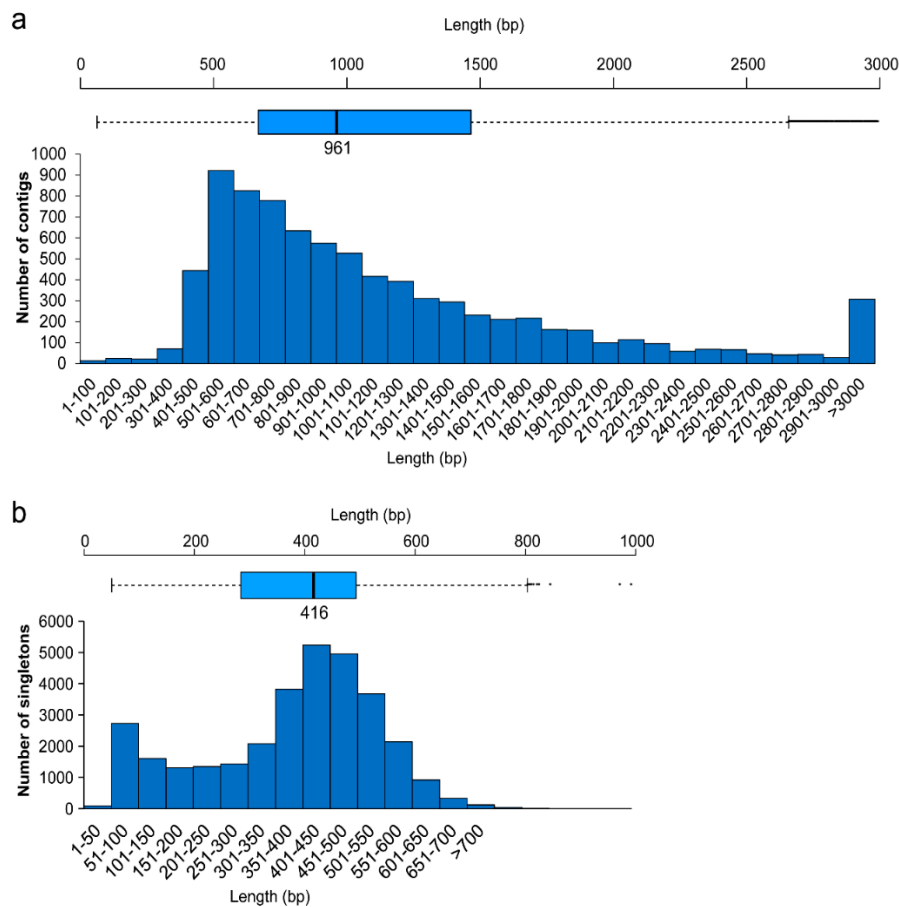 a
Length (bp)
0 500 1000 1500 2000 2500 3000
961
Number of contigs
1000
900
800
700
600
500
400
300
200
100
0
1-100 101-200 201-300 301-400 401-500 501-600 601-700 701-800 801-900 901-1000 1001-1100 1101-1200 1201-1300 1301-1400 1401-1500 1501-1600 1601-1700 1701-1800 1801-1900 1901-2000 2001-2100 2101-2200 2201-2300 2301-2400 2401-2500 2501-2600 2601-2700 2701-2800 2801-2900 2901-3000 >3000
Length (bp)
b
Length (bp)
0 200 400 600 800 1000
416
Number of singletons
6000
5000
4000
3000
2000
1000
0
1-50 51-100 101-150 151-200 201-250 251-300 301-350 351-400 401-450 451-500 501-550 551-600 601-650 651-700 >700
Length (bp)